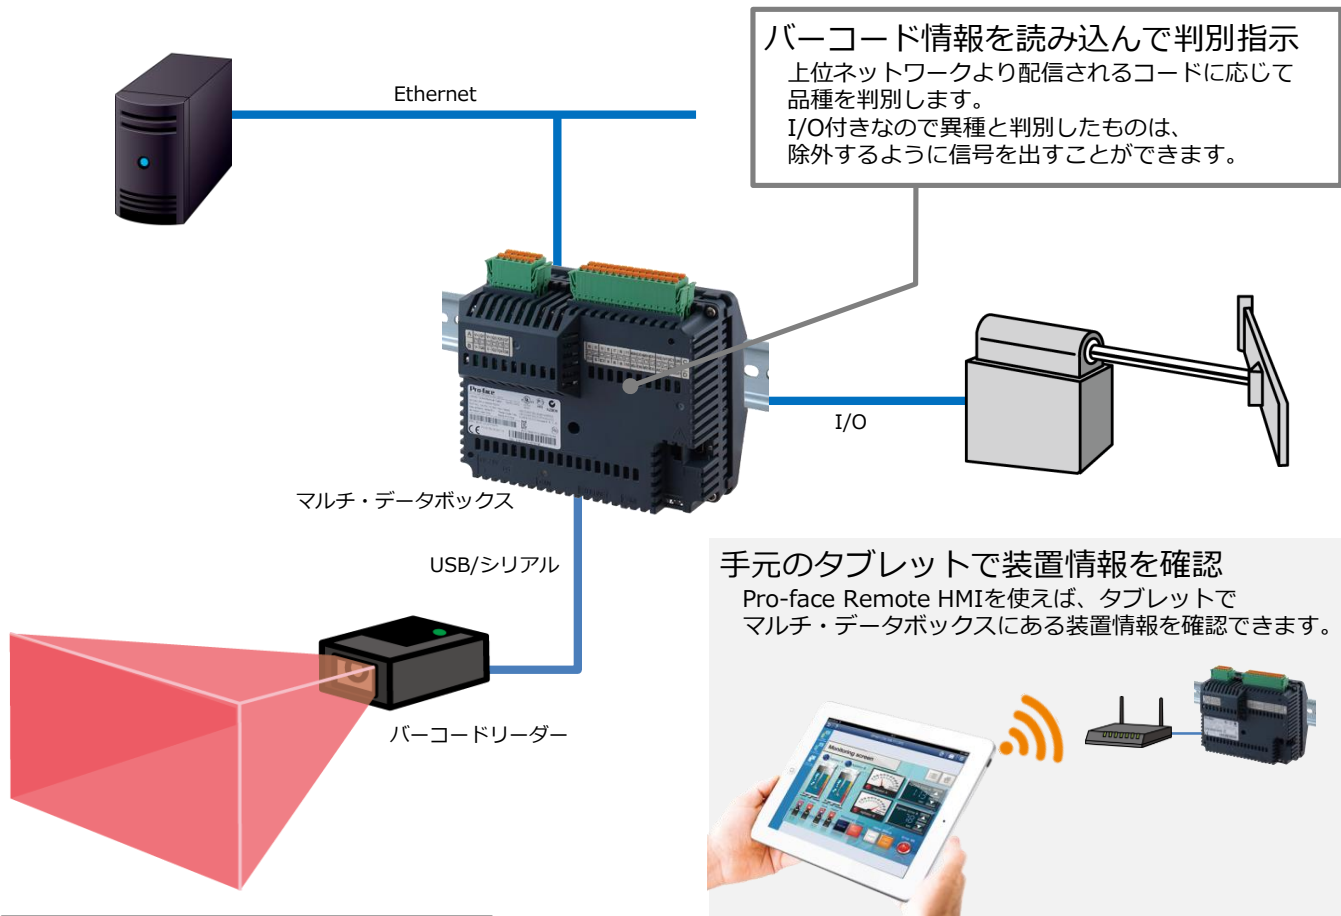 バーコード情報を読み込んで判別指示
上位ネットワークより配信されるコードに応じて
品種を判別します。
I/O付きなので異種と判別したものは、
除外するように信号を出すことができます。
Ethernet
I/O
Pro-face
マルチ・データボックス
USB/シリアル
バーコードリーダー
手元のタブレットで装置情報を確認
Pro-face Remote HMIを使えば、タブレットで
マルチ・データボックスにある装置情報を確認できます。
Monitoring screen